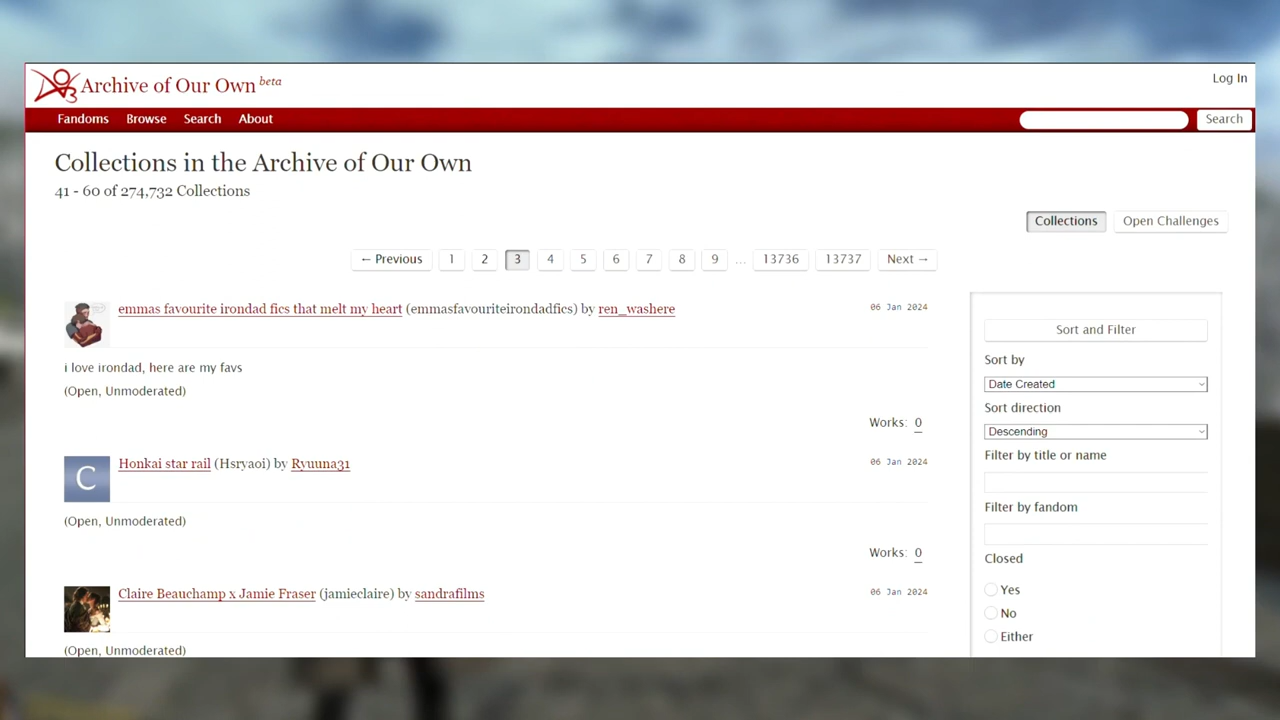 Archive of Our Own beta
Log In
Fandoms Browse Search About
Search
Collections in the Archive of Our Own
41 - 60 of 274,732 Collections
Collections Open Challenges
← Previous 1 2 3 4 5 6 7 8 9 … 13736 13737 Next →
emmas favourite irondad fics that melt my heart (emmasfavouriteirondadfics) by ren_washere
06 Jan 2024
i love irondad, here are my favs
(Open, Unmoderated)
Works: 0
C
Honkai star rail (Hsryaoi) by Ryuuna31
06 Jan 2024
(Open, Unmoderated)
Works: 0
Claire Beauchamp x Jamie Fraser (jamieclaire) by sandrafilms
06 Jan 2024
(Open, Unmoderated)
Sort and Filter
Sort by
Date Created
Sort direction
Descending
Filter by title or name
Filter by fandom
Closed
Yes
No
Either